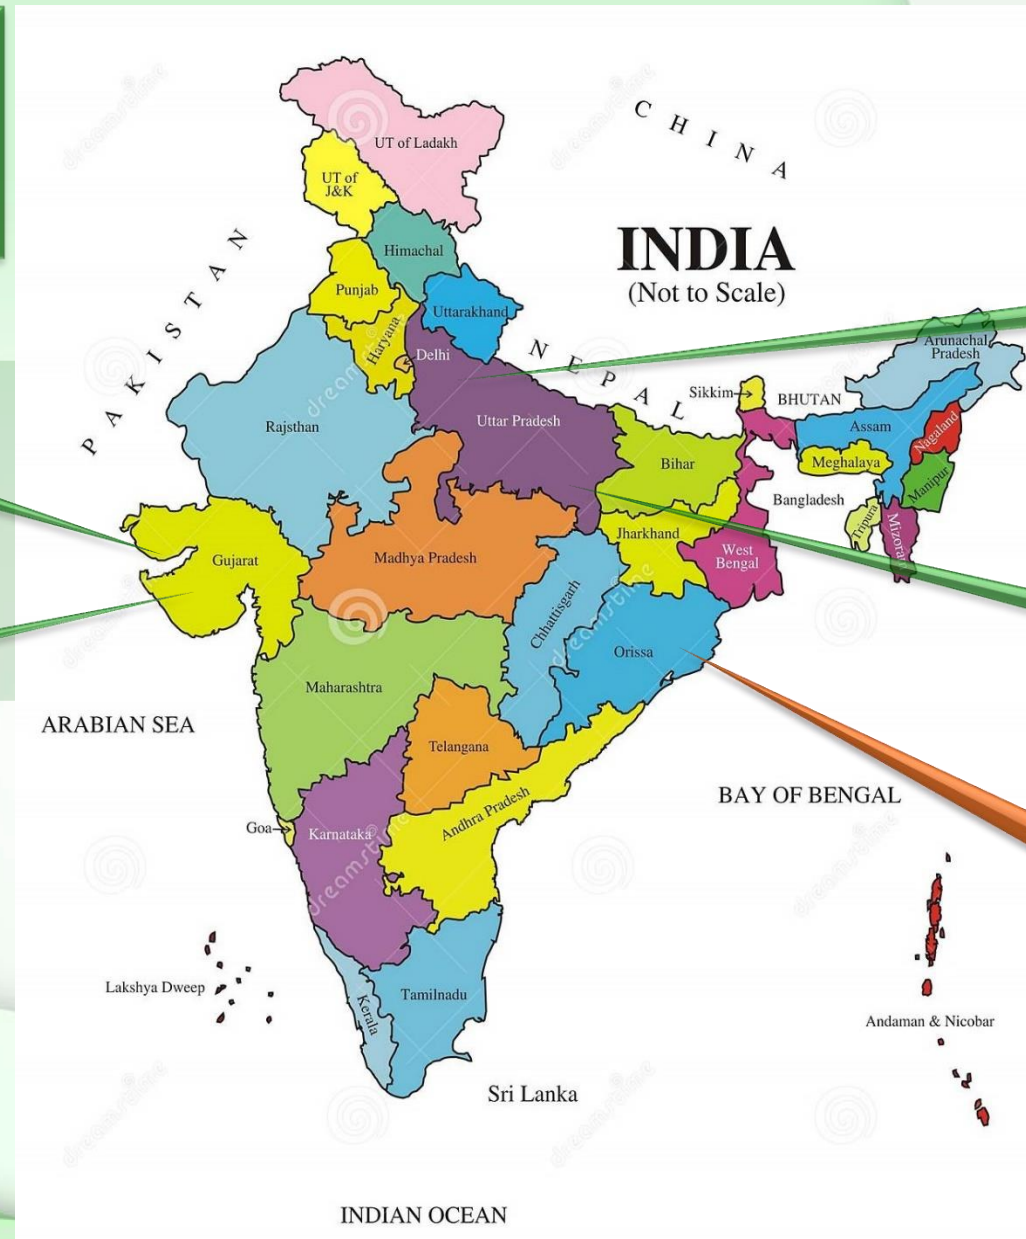 CHINA
UT of Ladakh
UT of
J&K
PAKISTAN
Himachal
INDIA
(Not to Scale)
Punjab
Uttarakhand
Haryana
Delhi
NEPAL
Arunachal
Pradesh
Sikkim
BHUTAN
Rajsthan
Uttar Pradesh
Assam
Nagaland
Bihar
Meghalaya
Manipur
Bangladesh
Tripura
Mizoram
Gujarat
Madhya Pradesh
Jharkhand
West
Bengal
Chhattisgarh
Orissa
Maharashtra
ARABIAN SEA
Telangana
BAY OF BENGAL
Andhra Pradesh
Goa
Karnataka
Lakshya Dweep
Kerala
Tamilnadu
Andaman & Nicobar
Sri Lanka
INDIAN OCEAN
dreamstime